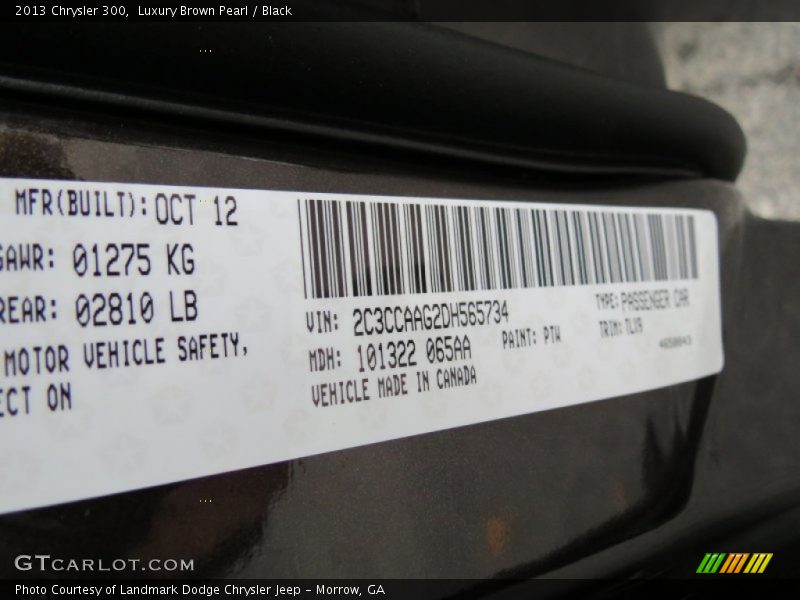 2013 Chrysler 300, Luxury Brown Pearl / Black
MFR(BUILT): OCT 12
GAWR: 01275 KG
REAR: 02810 LB
MOTOR VEHICLE SAFETY,
ECT ON
VIN: 2C3CCAAG2DH565734
MDH: 101322 065AA
VEHICLE MADE IN CANADA
PAINT: PTW
TYPE: PASSENGER CAR
TRIM: TLX9
GTCARLOT.COM
Photo Courtesy of Landmark Dodge Chrysler Jeep – Morrow, GA